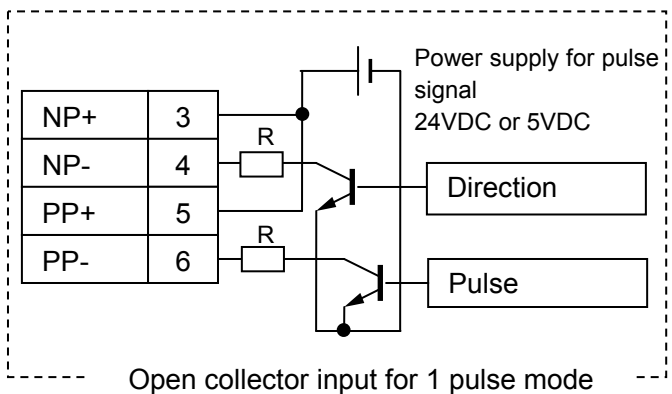 Power supply for pulse
signal
24VDC or 5VDC
NP+ 3
R
NP- 4
Direction
PP+ 5
R
PP- 6
Pulse
Open collector input for 1 pulse mode